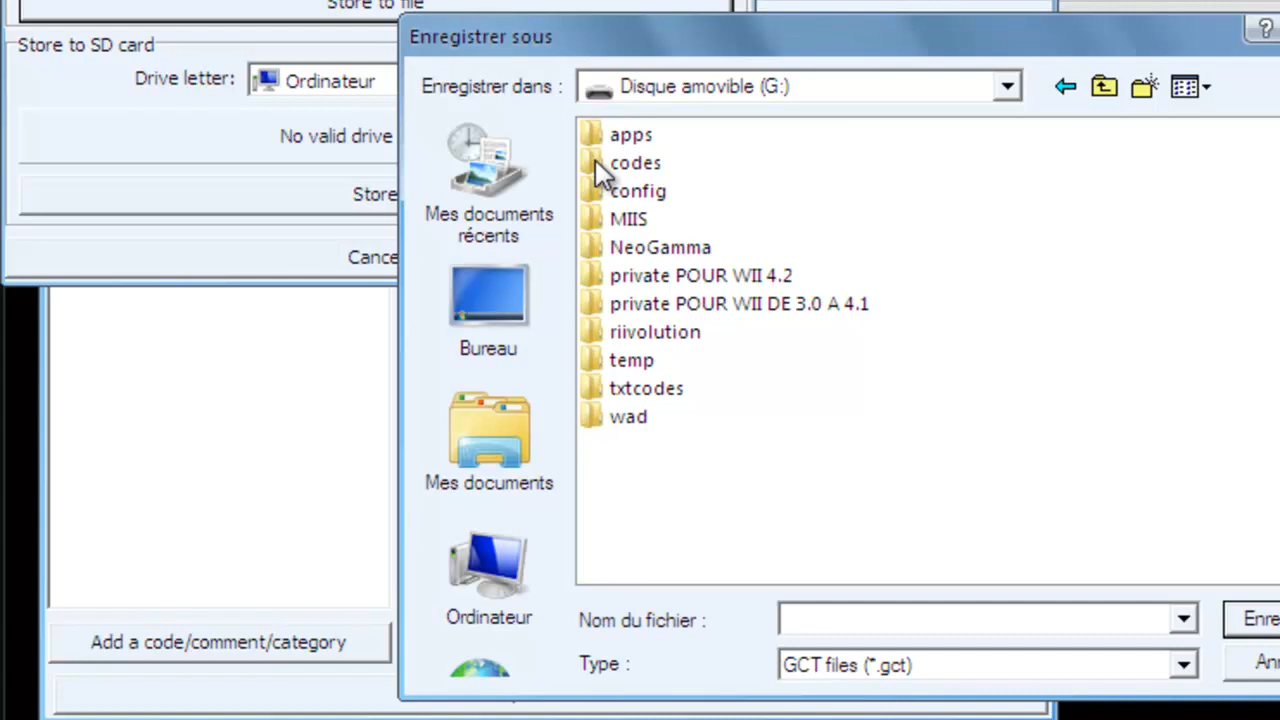 Store to file
Store to SD card
Drive letter:
Ordinateur
No valid drive
Store
Cance
Add a code/comment/category
Enregistrer sous
?
Enregistrer dans :
Disque amovible (G:)
Mes documents
récents
Bureau
Mes documents
Ordinateur
apps
codes
config
MIIS
NeoGamma
private POUR WII 4.2
private POUR WII DE 3.0 A 4.1
riivolution
temp
txtcodes
wad
Nom du fichier :
Enre
Type :
GCT files (*.gct)
Ann